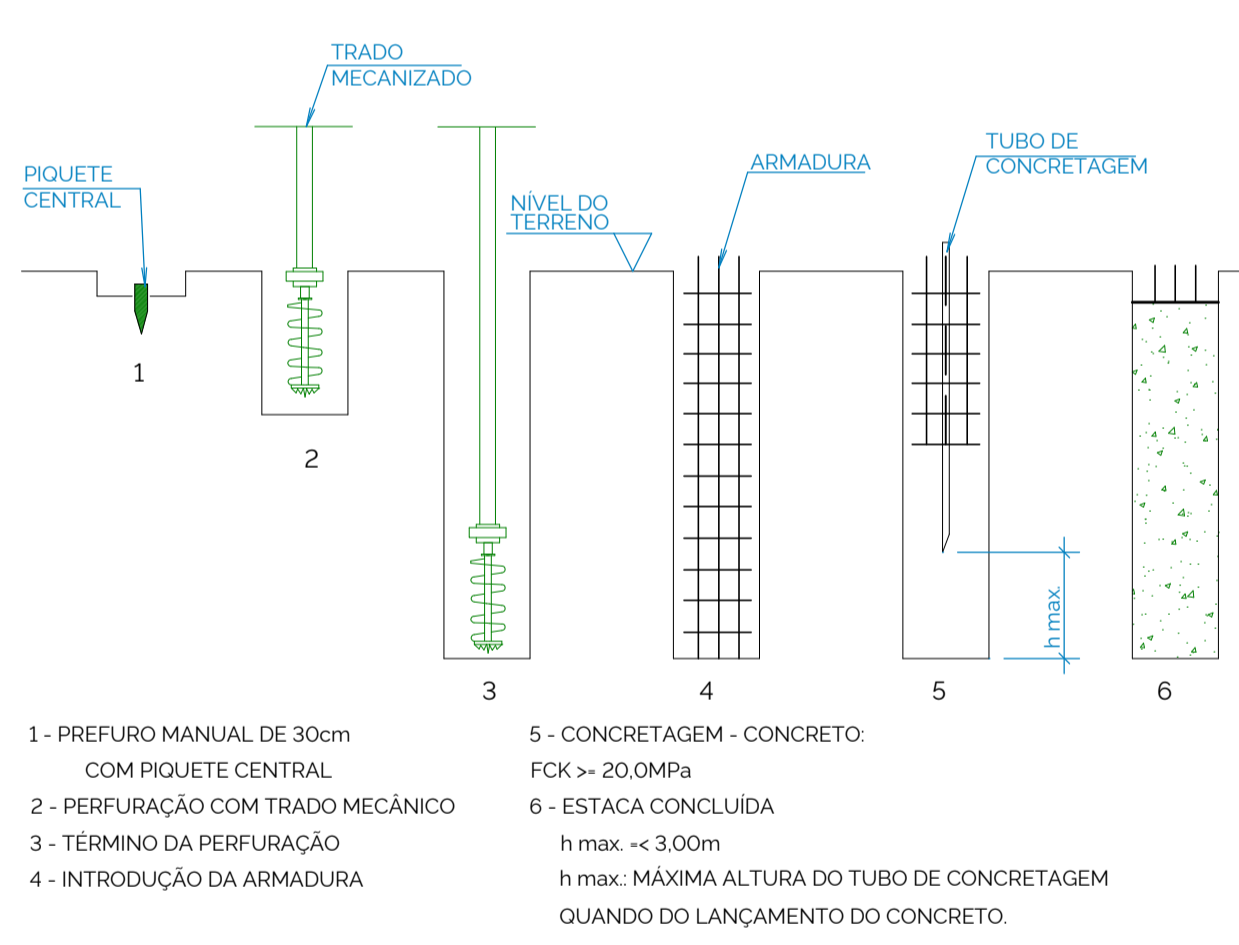 TRADO
MECANIZADO
PIQUETE
CENTRAL
NÍVEL DO
TERRENO
ARMADURA
TUBO DE
CONCRETAGEM
h max.
1
2
3
4
5
6
1 - PREFURO MANUAL DE 30cm
COM PIQUETE CENTRAL
2 - PERFURAÇÃO COM TRADO MECÂNICO
3 - TÉRMINO DA PERFURAÇÃO
4 - INTRODUÇÃO DA ARMADURA
5 - CONCRETAGEM - CONCRETO:
FCK >= 20,0MPa
6 - ESTACA CONCLUÍDA
h max. =< 3,00m
h max.: MÁXIMA ALTURA DO TUBO DE CONCRETAGEM
QUANDO DO LANÇAMENTO DO CONCRETO.